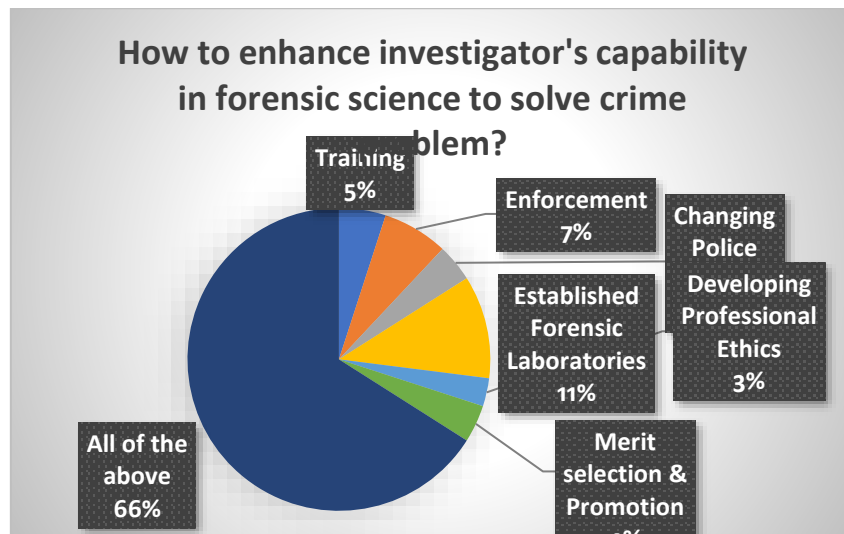 How to enhance investigator's capability
in forensic science to solve crime
blem?
Training
5%
Enforcement
7%
Changing
Police
Developing
Professional
Ethics
3%
Established
Forensic
Laboratories
11%
Merit
selection &
Promotion
All of the
above
66%